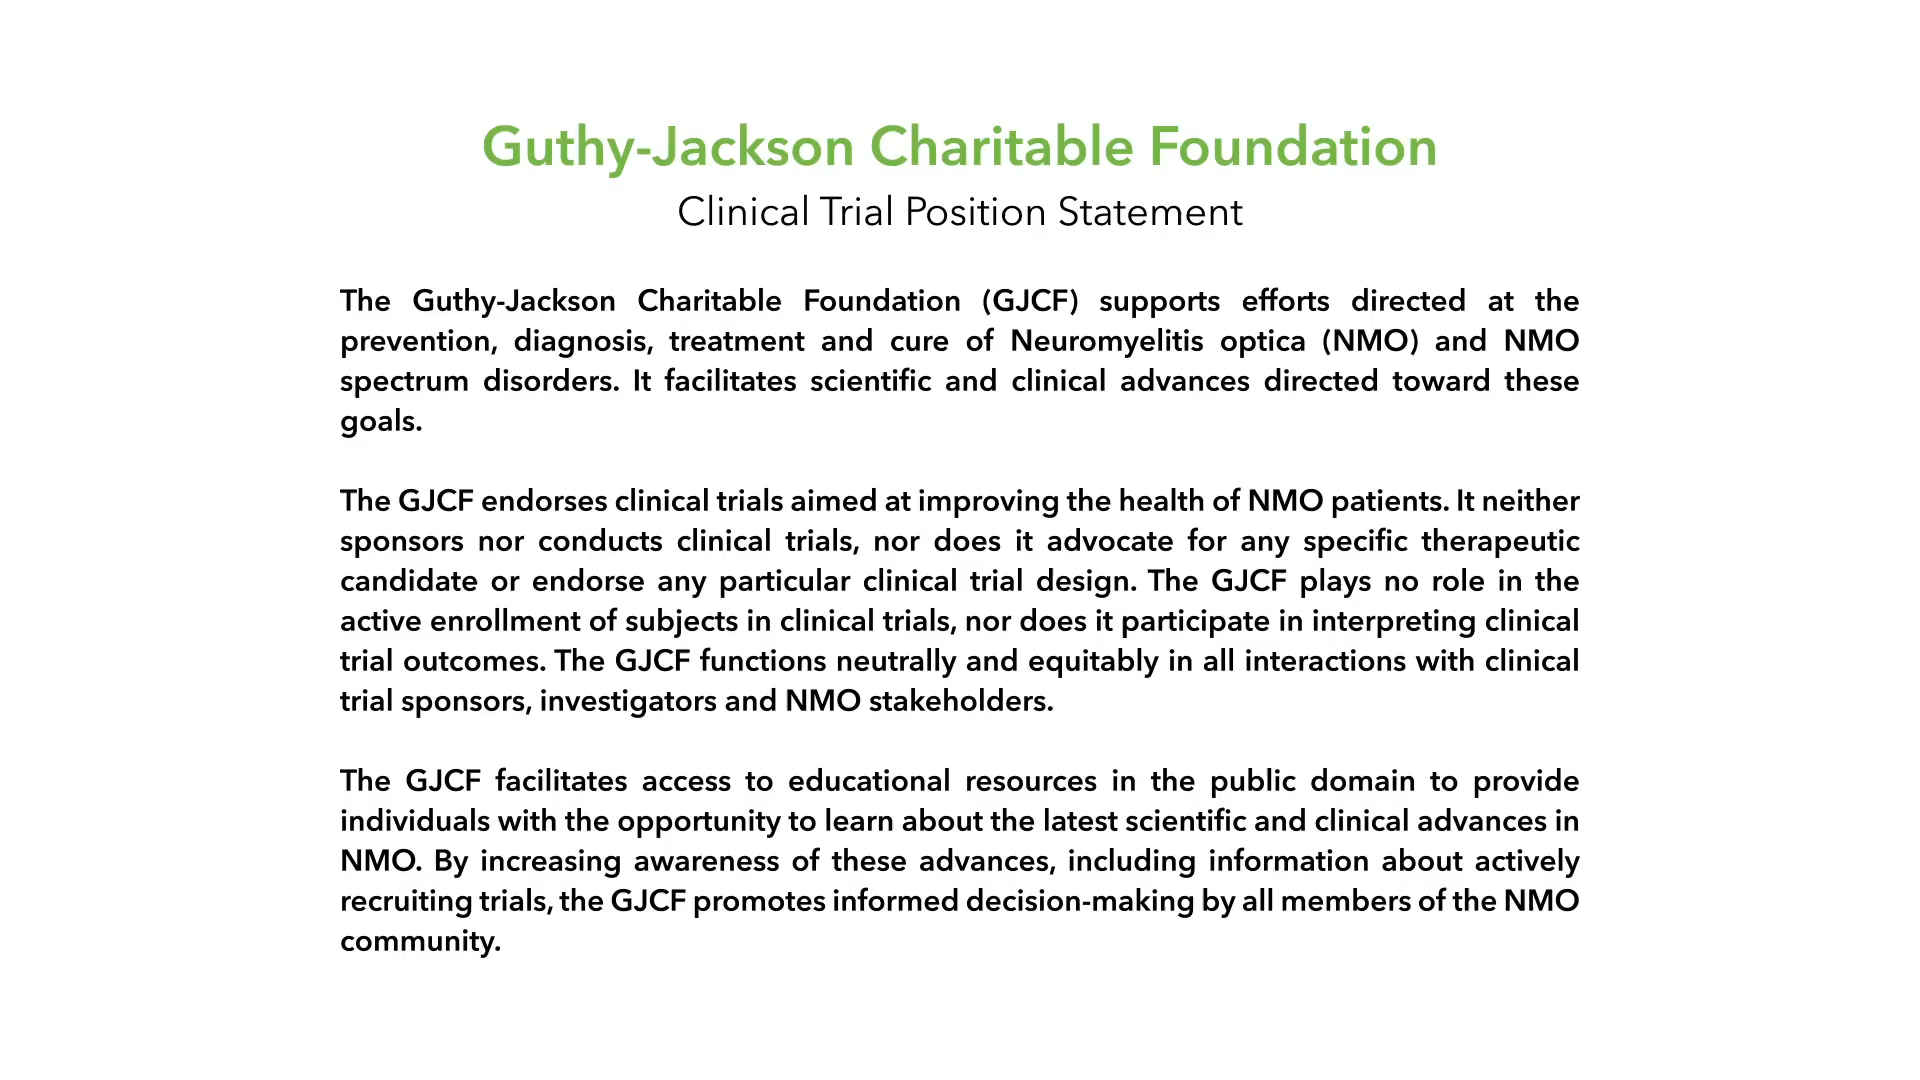 Guthy-Jackson Charitable Foundation
Clinical Trial Position Statement
The Guthy-Jackson Charitable Foundation (GJCF) supports efforts directed at the
prevention, diagnosis, treatment and cure of Neuromyelitis optica (NMO) and NMO
spectrum disorders. It facilitates scientific and clinical advances directed toward these
goals.
The GJCF endorses clinical trials aimed at improving the health of NMO patients. It neither
sponsors nor conducts clinical trials, nor does it advocate for any specific therapeutic
candidate or endorse any particular clinical trial design. The GJCF plays no role in the
active enrollment of subjects in clinical trials, nor does it participate in interpreting clinical
trial outcomes. The GJCF functions neutrally and equitably in all interactions with clinical
trial sponsors, investigators and NMO stakeholders.
The GJCF facilitates access to educational resources in the public domain to provide
individuals with the opportunity to learn about the latest scientific and clinical advances in
NMO. By increasing awareness of these advances, including information about actively
recruiting trials, the GJCF promotes informed decision-making by all members of the NMO
community.